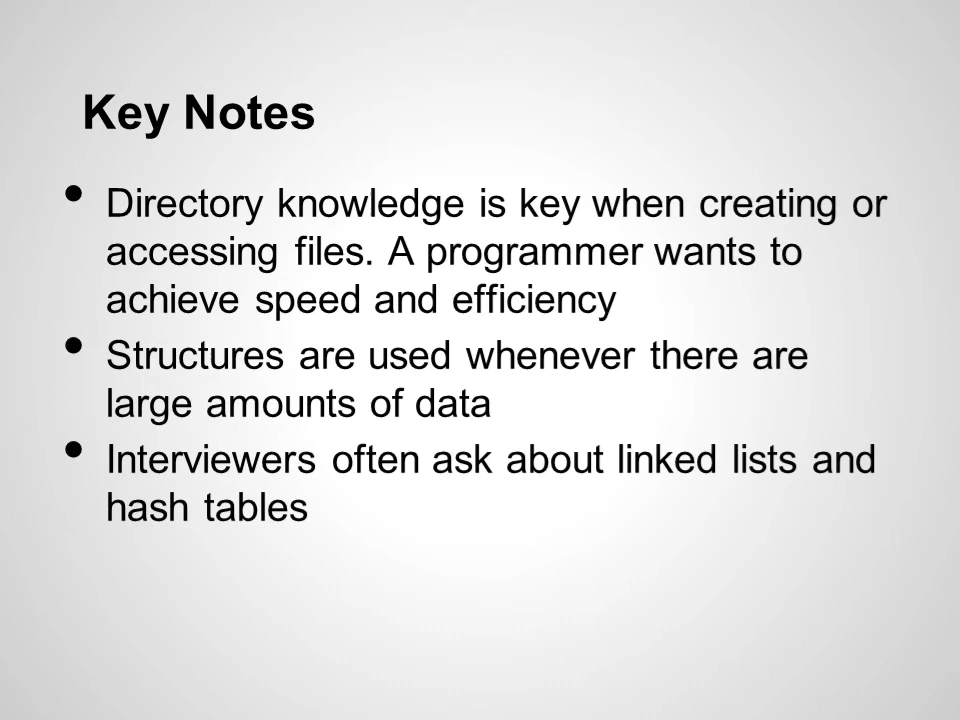 Key Notes
• Directory knowledge is key when creating or
accessing files. A programmer wants to
achieve speed and efficiency
• Structures are used whenever there are
large amounts of data
• Interviewers often ask about linked lists and
hash tables